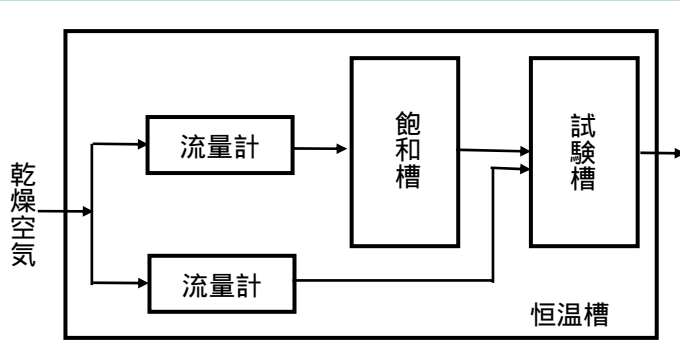 乾燥空気
流量計
飽和槽
試験槽
流量計
恒温槽